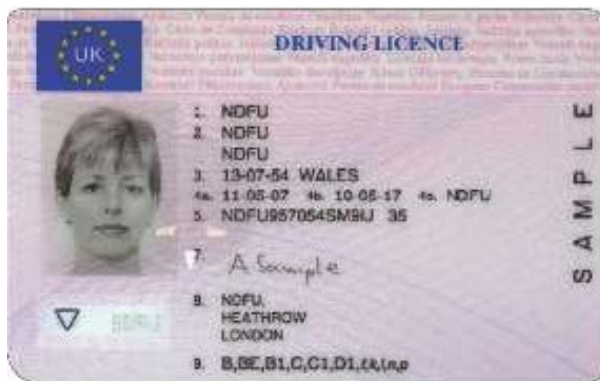 UK
DRIVING LICENCE
1. NDFU
2. NDFU
NDFU
3. 13-07-54 WALES
4a. 11-05-07 4b. 10-05-17 4c. NDFU
5. NDFU957054SM9IJ 35
7. A Sample
8. NDFU,
HEATHROW
LONDON
9. B,BE,B1,C,C1,D1,f,k,l,n,p
SAMPLE